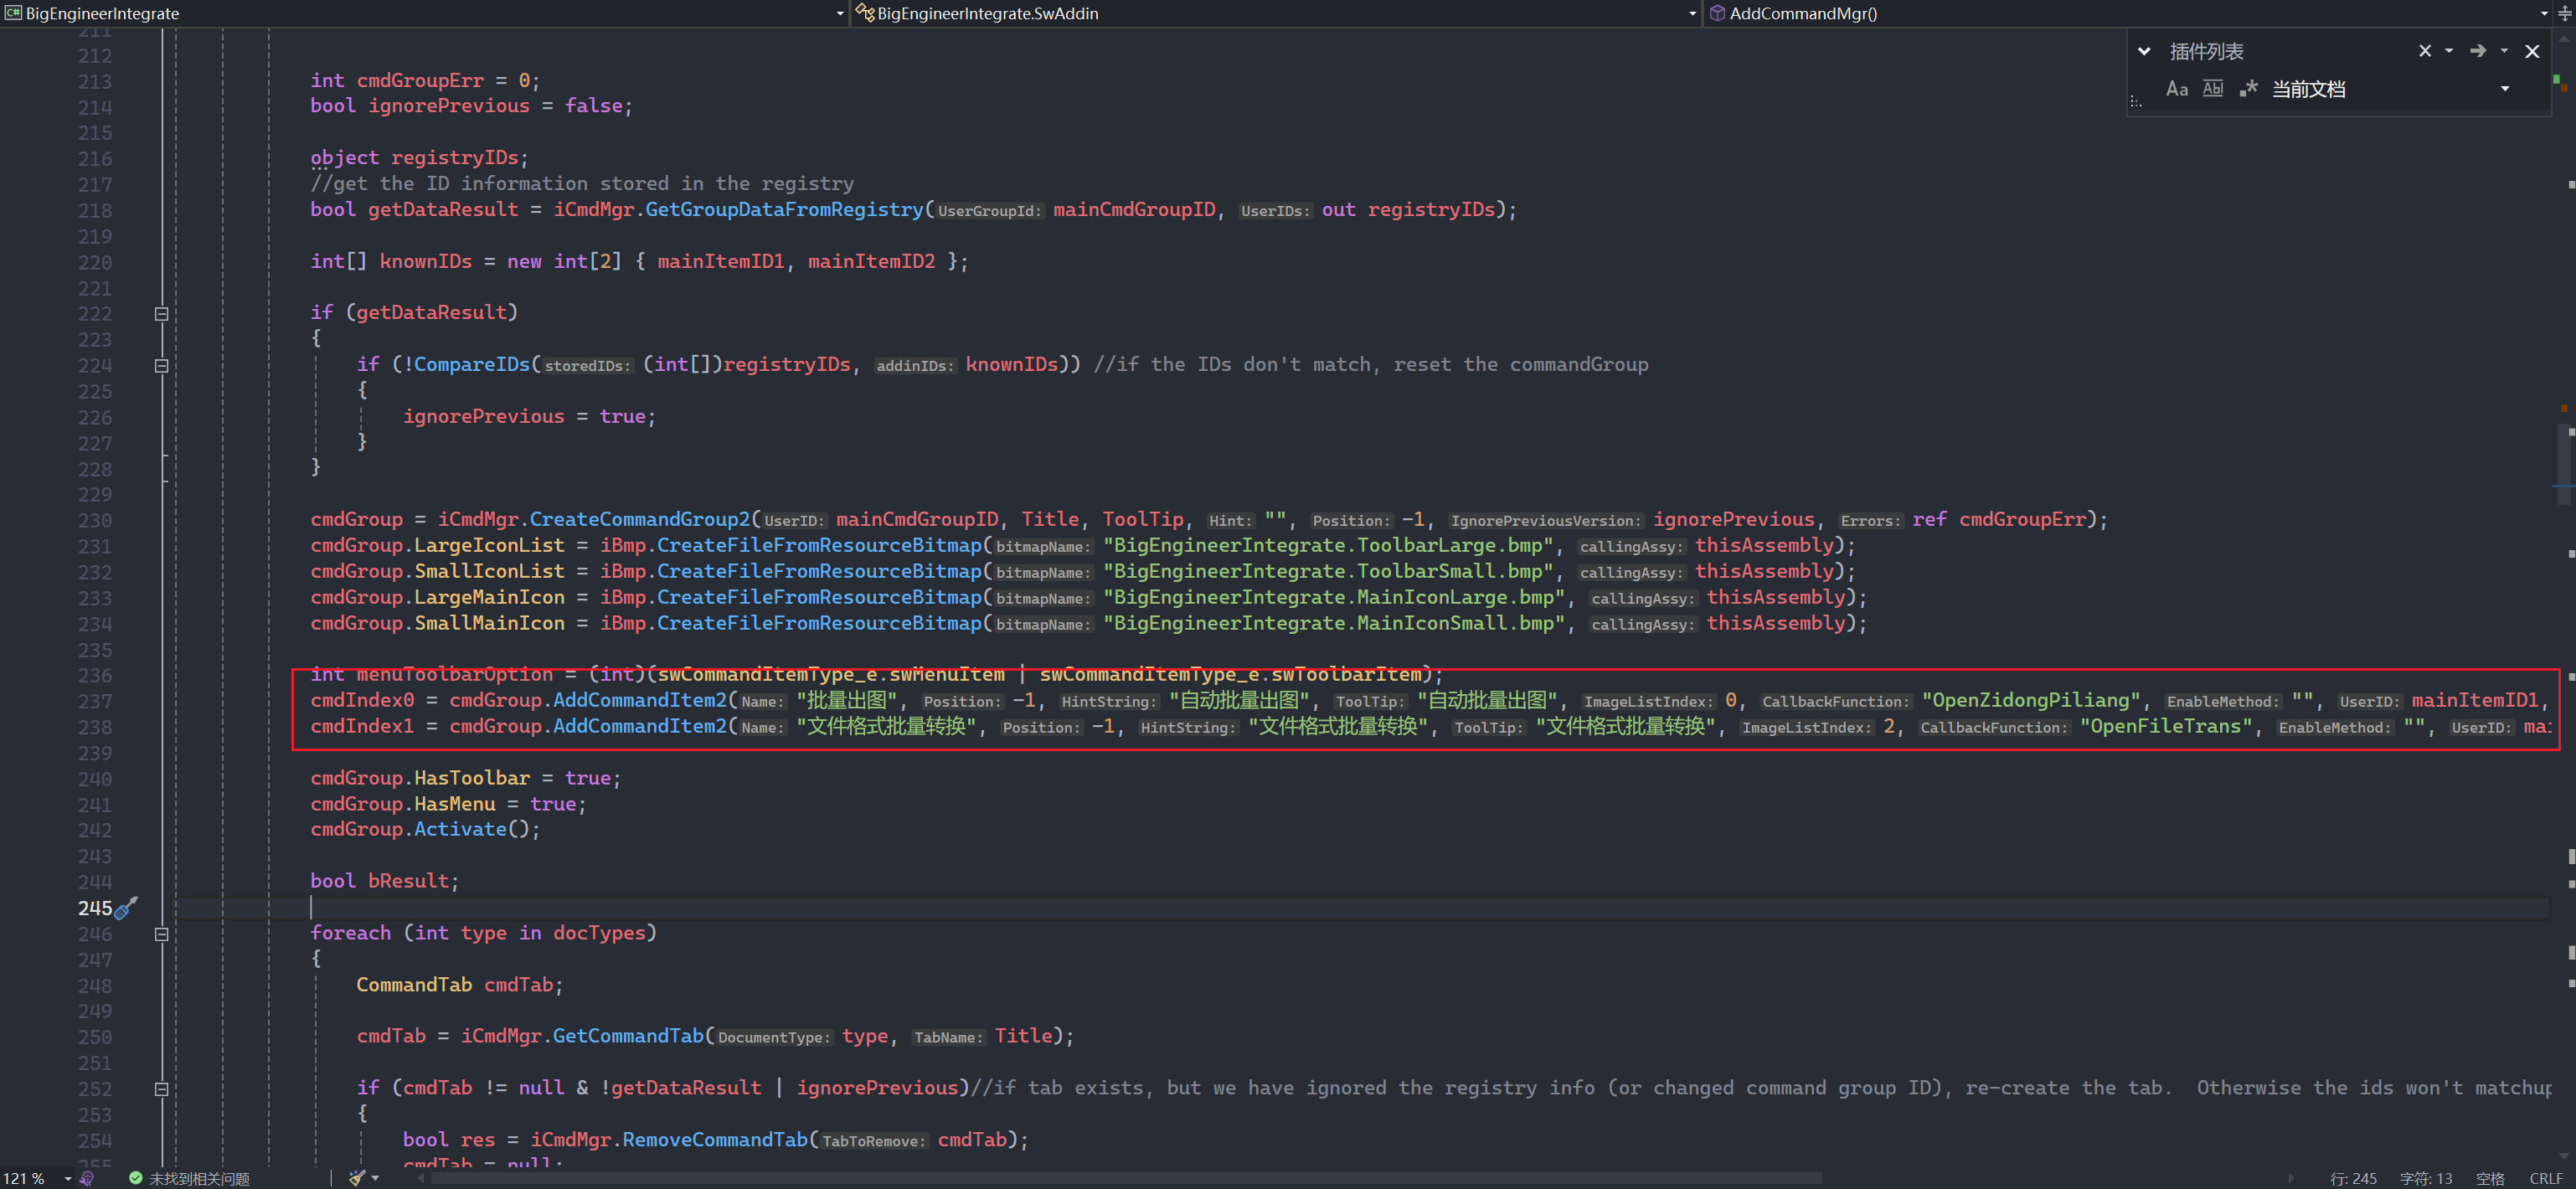 BigEngineerIntegrate BigEngineerIntegrate.SwAddin AddCommandMgr()
插件列表
Aa Abl .* 当前文档
211
212
213 int cmdGroupErr = 0;
214 bool ignorePrevious = false;
215
216 object registryIDs;
217 //get the ID information stored in the registry
218 bool getDataResult = iCmdMgr.GetGroupDataFromRegistry(UserGroupId: mainCmdGroupID, UserIDs: out registryIDs);
219
220 int[] knownIDs = new int[2] { mainItemID1, mainItemID2 };
221
222 if (getDataResult)
223 {
224 if (!CompareIDs(storedIDs: (int[])registryIDs, addinIDs: knownIDs)) //if the IDs don't match, reset the commandGroup
225 {
226 ignorePrevious = true;
227 }
228 }
229
230 cmdGroup = iCmdMgr.CreateCommandGroup2(UserID: mainCmdGroupID, Title, ToolTip, Hint: "", Position: -1, IgnorePreviousVersion: ignorePrevious, Errors: ref cmdGroupErr);
231 cmdGroup.LargeIconList = iBmp.CreateFileFromResourceBitmap(bitmapName: "BigEngineerIntegrate.ToolbarLarge.bmp", callingAssy: thisAssembly);
232 cmdGroup.SmallIconList = iBmp.CreateFileFromResourceBitmap(bitmapName: "BigEngineerIntegrate.ToolbarSmall.bmp", callingAssy: thisAssembly);
233 cmdGroup.LargeMainIcon = iBmp.CreateFileFromResourceBitmap(bitmapName: "BigEngineerIntegrate.MainIconLarge.bmp", callingAssy: thisAssembly);
234 cmdGroup.SmallMainIcon = iBmp.CreateFileFromResourceBitmap(bitmapName: "BigEngineerIntegrate.MainIconSmall.bmp", callingAssy: thisAssembly);
235
236 int menuToolbarOption = (int)(swCommandItemType_e.swMenuItem | swCommandItemType_e.swToolbarItem);
237 cmdIndex0 = cmdGroup.AddCommandItem2(Name: "批量出图", Position: -1, HintString: "自动批量出图", ToolTip: "自动批量出图", ImageListIndex: 0, CallbackFunction: "OpenZidongPiliang", EnableMethod: "", UserID: mainItemID1,
238 cmdIndex1 = cmdGroup.AddCommandItem2(Name: "文件格式批量转换", Position: -1, HintString: "文件格式批量转换", ToolTip: "文件格式批量转换", ImageListIndex: 2, CallbackFunction: "OpenFileTrans", EnableMethod: "", UserID: mai
239
240 cmdGroup.HasToolbar = true;
241 cmdGroup.HasMenu = true;
242 cmdGroup.Activate();
243
244 bool bResult;
245
246 foreach (int type in docTypes)
247 {
248 CommandTab cmdTab;
249
250 cmdTab = iCmdMgr.GetCommandTab(DocumentType: type, TabName: Title);
251
252 if (cmdTab != null & !getDataResult | ignorePrevious)//if tab exists, but we have ignored the registry info (or changed command group ID), re-create the tab.  Otherwise the ids won't matchup
253 {
254 bool res = iCmdMgr.RemoveCommandTab(TabToRemove: cmdTab);
255 cmdTab = null;
121 % 未找到相关问题 行: 245 字符: 13 空格 CRLF